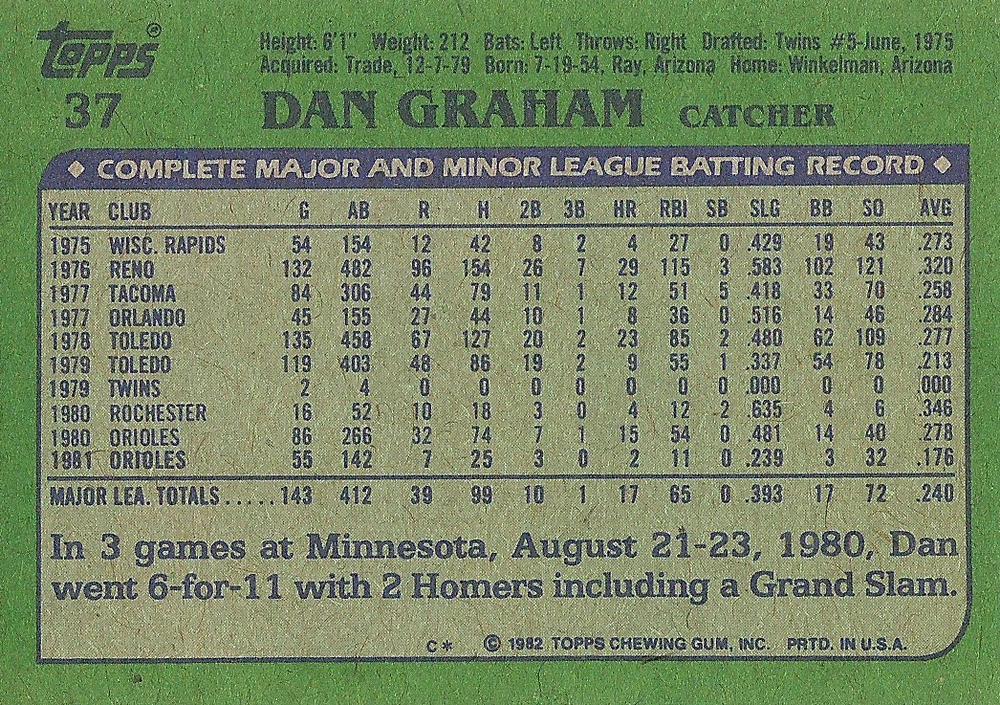 TOPPS®
Height: 6'1" Weight: 212 Bats: Left Throws: Right Drafted: Twins #5-June, 1975
Acquired: Trade, 12-7-79 Born: 7-19-54, Ray, Arizona Home: Winkelman, Arizona
37 DAN GRAHAM CATCHER
◆ COMPLETE MAJOR AND MINOR LEAGUE BATTING RECORD ◆
YEAR CLUB G AB R H 2B 3B HR RBI SB SLG BB SO AVG
1975 WISC. RAPIDS 54 154 12 42 8 2 4 27 0 .429 19 43 .273
1976 RENO 132 482 96 154 26 7 29 115 3 .583 102 121 .320
1977 TACOMA 84 306 44 79 11 1 12 51 5 .418 33 70 .258
1977 ORLANDO 45 155 27 44 10 1 8 36 0 .516 14 46 .284
1978 TOLEDO 135 458 67 127 20 2 23 85 2 .480 62 109 .277
1979 TOLEDO 119 403 48 86 19 2 9 55 1 .337 54 78 .213
1979 TWINS 2 4 0 0 0 0 0 0 0 .000 0 0 .000
1980 ROCHESTER 16 52 10 18 3 0 4 12 2 .635 4 6 .346
1980 ORIOLES 86 266 32 74 7 1 15 54 0 .481 14 40 .278
1981 ORIOLES 55 142 7 25 3 0 2 11 0 .239 3 32 .176
MAJOR LEA. TOTALS ..... 143 412 39 99 10 1 17 65 0 .393 17 72 .240
In 3 games at Minnesota, August 21-23, 1980, Dan
went 6-for-11 with 2 Homers including a Grand Slam.
C* © 1982 TOPPS CHEWING GUM, INC. PRTD. IN U.S.A.